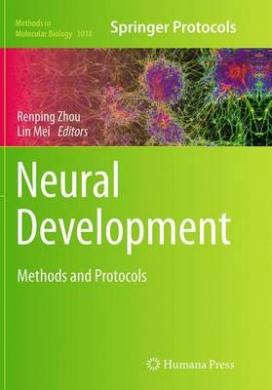 Methods in
Molecular Biology 1018
Springer Protocols
Renping Zhou
Lin Mei Editors
Neural
Development
Methods and Protocols
Humana Press